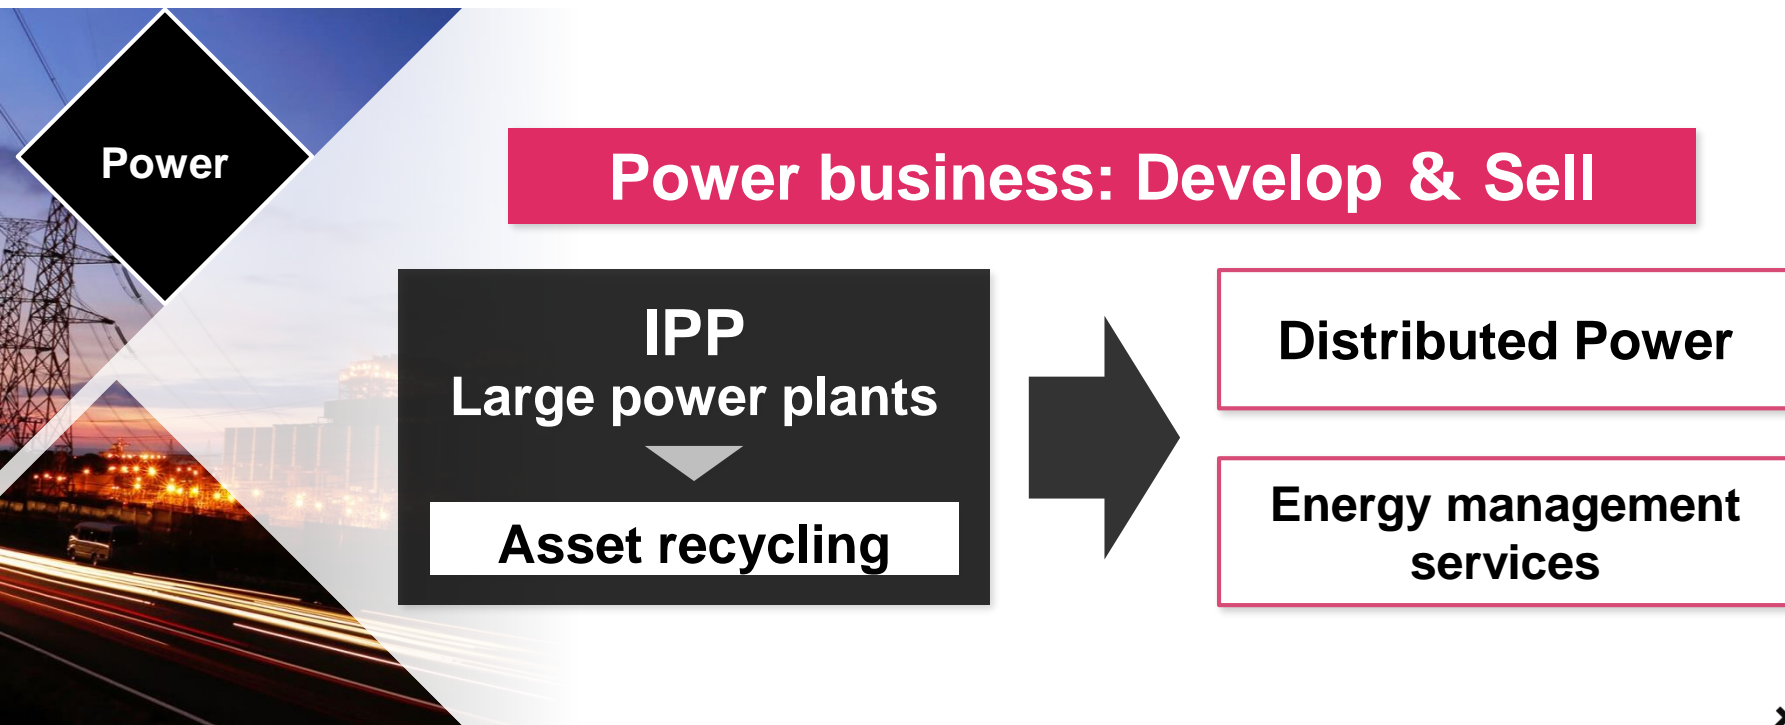 Power
Power business: Develop & Sell
IPP
Large power plants
Asset recycling
Distributed Power
Energy management
services